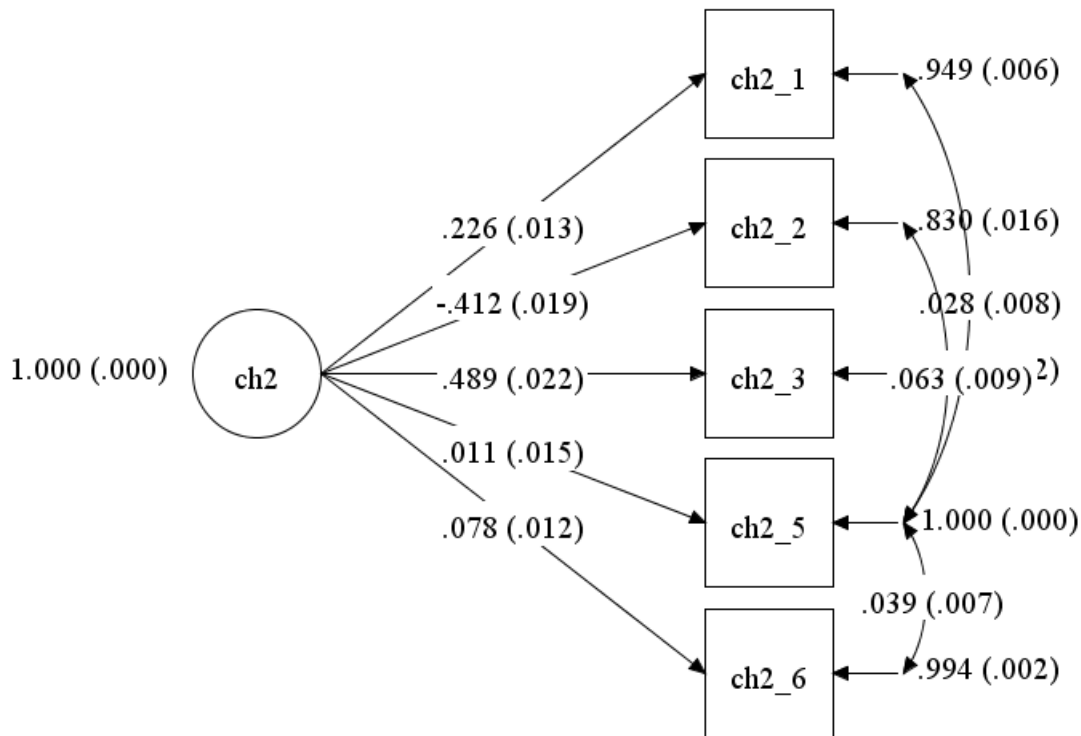 ch2_1
.949 (.006)
.226 (.013)
ch2_2
.830 (.016)
-.412 (.019)
.028 (.008)
1.000 (.000)
ch2
.489 (.022)
ch2_3
.063 (.009)
2)
.011 (.015)
ch2_5
1.000 (.000)
.078 (.012)
.039 (.007)
ch2_6
.994 (.002)